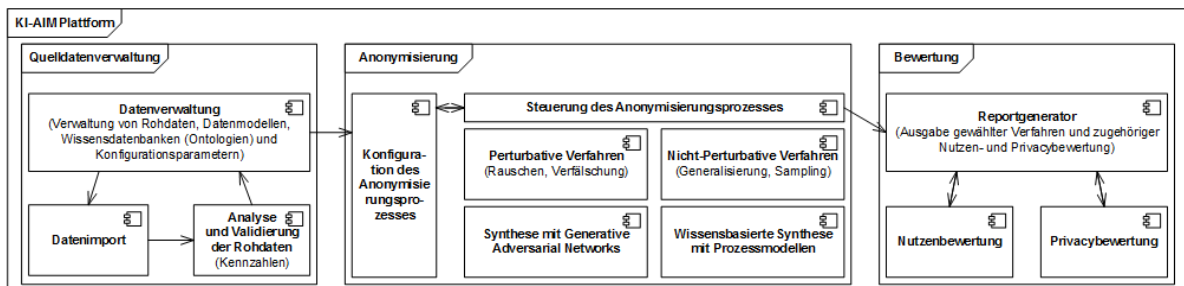 KI-AIM Plattform
Quelldatenverwaltung
Datenverwaltung
(Verwaltung von Rohdaten, Datenmodellen,
Wissensdatenbanken (Ontologien) und
Konfigurationsparametern)
Datenimport
Analyse
und Validierung
der Rohdaten
(Kennzahlen)
Anonymisierung
Konfigura-
tion des
Anonymisie
rungspro-
zesses
Steuerung des Anonymisierungsprozesses
Perturbative Verfahren
(Rauschen, Verfälschung)
Nicht-Perturbative Verfahren
(Generalisierung, Sampling)
Synthese mit Generative
Adversarial Networks
Wissensbasierte Synthese
mit Prozessmodellen
Bewertung
Reportgenerator
(Ausgabe gewählter Verfahren und zugehöriger
Nutzen- und Privacybewertung)
Nutzenbewertung
Privacybewertung